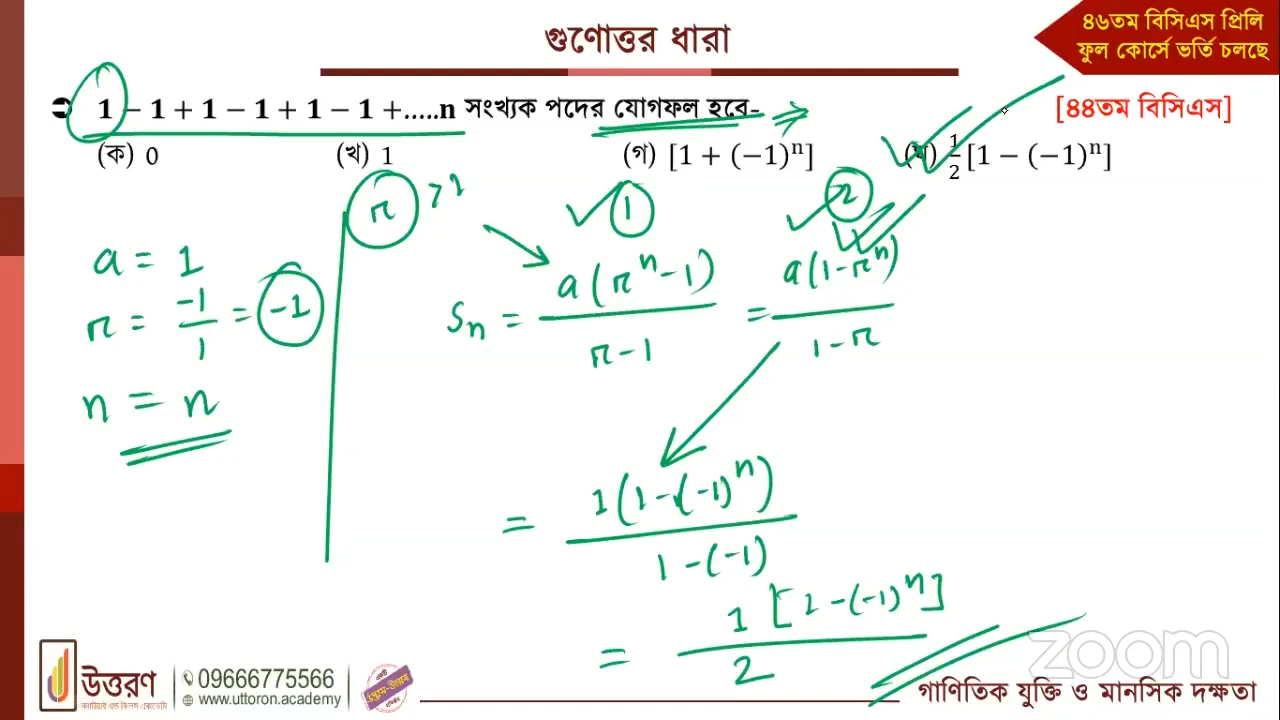 গুণোত্তর ধারা
৪৬তম বিসিএস প্রিলি
ফুল কোর্সে ভর্তি চলছে
1 − 1 + 1 − 1 + 1 − 1 +.....n সংখ্যক পদের যোগফল হবে- [৪৪তম বিসিএস]
(ক) 0 (খ) 1 (গ) [1 + (−1)ⁿ] (ঘ) 1/2 [1 − (−1)ⁿ]
r > 1
1 2
a = 1
r = -1/1 = -1
n = n
Sn = a(rⁿ-1)/r-1 = a(1-rⁿ)/1-r
= 1(1-(-1)ⁿ)/1-(-1)
= 1[1-(-1)ⁿ]/2
zoom
উত্তরণ
09666775566
www.uttoron.academy
গাণিতিক যুক্তি ও মানসিক দক্ষতা